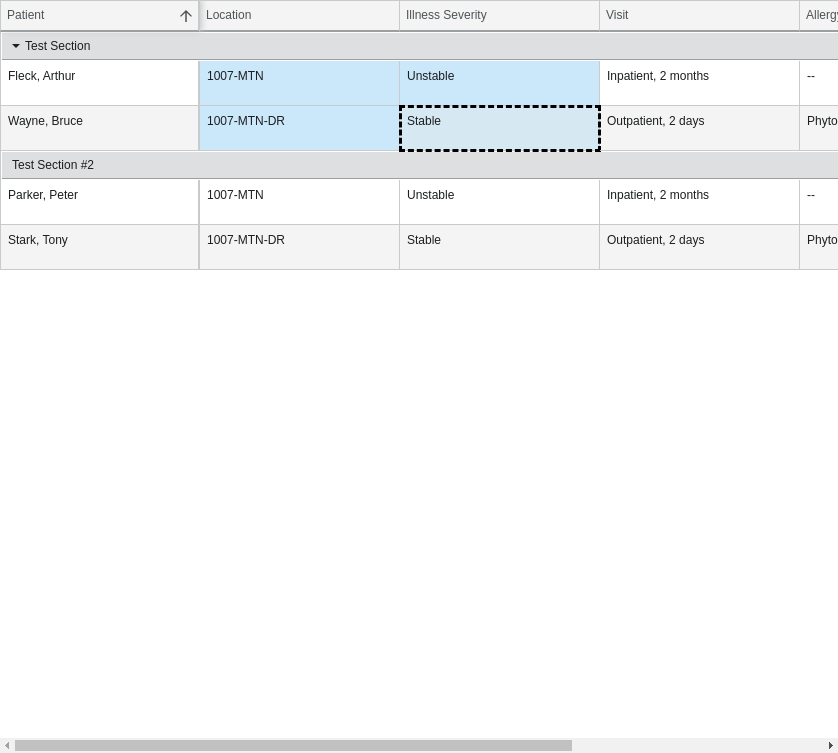 Patient Location Illness Severity Visit Allergy
Test Section
Fleck, Arthur 1007-MTN Unstable Inpatient, 2 months --
Wayne, Bruce 1007-MTN-DR Stable Outpatient, 2 days Phyto
Test Section #2
Parker, Peter 1007-MTN Unstable Inpatient, 2 months --
Stark, Tony 1007-MTN-DR Stable Outpatient, 2 days Phyto